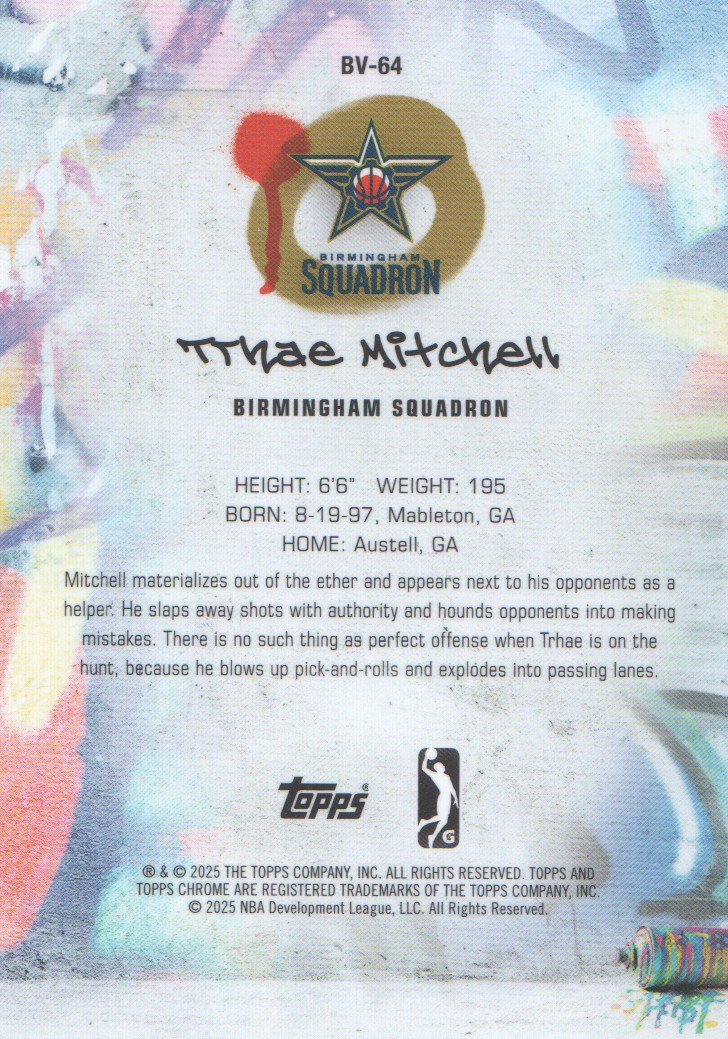 BV-64
BIRMINGHAM
SQUADRON
Trhae Mitchell
BIRMINGHAM SQUADRON
HEIGHT: 6'6" WEIGHT: 195
BORN: 8-19-97, Mableton, GA
HOME: Austell, GA
Mitchell materializes out of the ether and appears next to his opponents as a
helper. He slaps away shots with authority and hounds opponents into making
mistakes. There is no such thing as perfect offense when Trhae is on the
hunt, because he blows up pick-and-rolls and explodes into passing lanes.
Topps®
G
® & © 2025 THE TOPPS COMPANY, INC. ALL RIGHTS RESERVED. TOPPS AND
TOPPS CHROME ARE REGISTERED TRADEMARKS OF THE TOPPS COMPANY, INC.
© 2025 NBA Development League, LLC. All Rights Reserved.